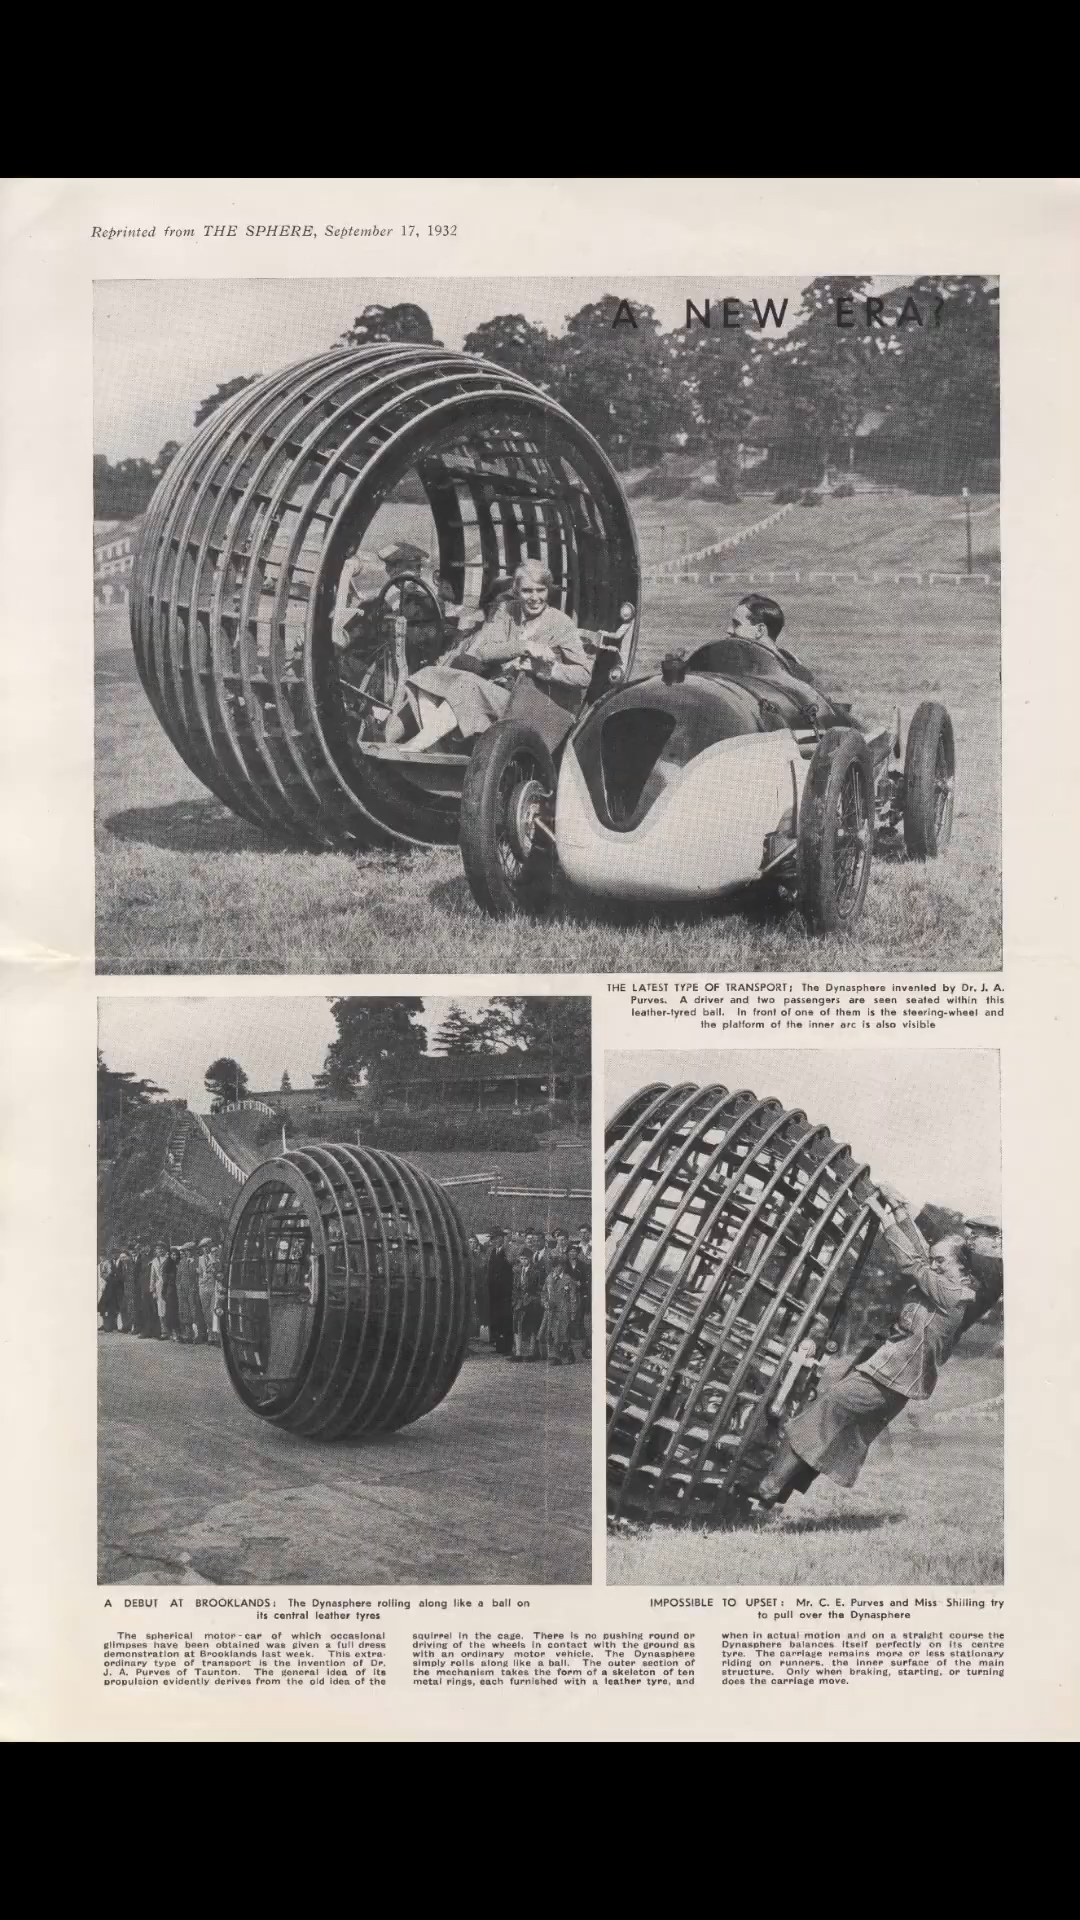 Reprinted from THE SPHERE, September 17, 1932
A NEW ERA?
THE LATEST TYPE OF TRANSPORT; The Dynasphere invented by Dr. J. A.
Purves. A driver and two passengers are seen seated within this
leather-tyred ball. In front of one of them is the steering-wheel and
the platform of the inner arc is also visible
A DEBUT AT BROOKLANDS: The Dynasphere rolling along like a ball on
its central leather tyres
IMPOSSIBLE TO UPSET: Mr. C. E. Purves and Miss Shilling try
to pull over the Dynasphere
The spherical motor-car of which occasional
glimpses have been obtained was given a full dress
demonstration at Brooklands last week. This extra-
ordinary type of transport is the invention of Dr.
J. A. Purves of Taunton. The general idea of its
propulsion evidently derives from the old idea of the
squirrel in the cage. There is no pushing round or
driving of the wheels in contact with the ground as
with an ordinary motor vehicle. The Dynasphere
simply rolls along like a ball. The outer section of
the mechanism takes the form of a skeleton of ten
metal rings, each furnished with a leather tyre, and
when in actual motion and on a straight course the
Dynasphere balances itself perfectly on its centre
tyre. The carriage remains more or less stationary
riding on runners, the inner surface of the main
structure. Only when braking, starting, or turning
does the carriage move.